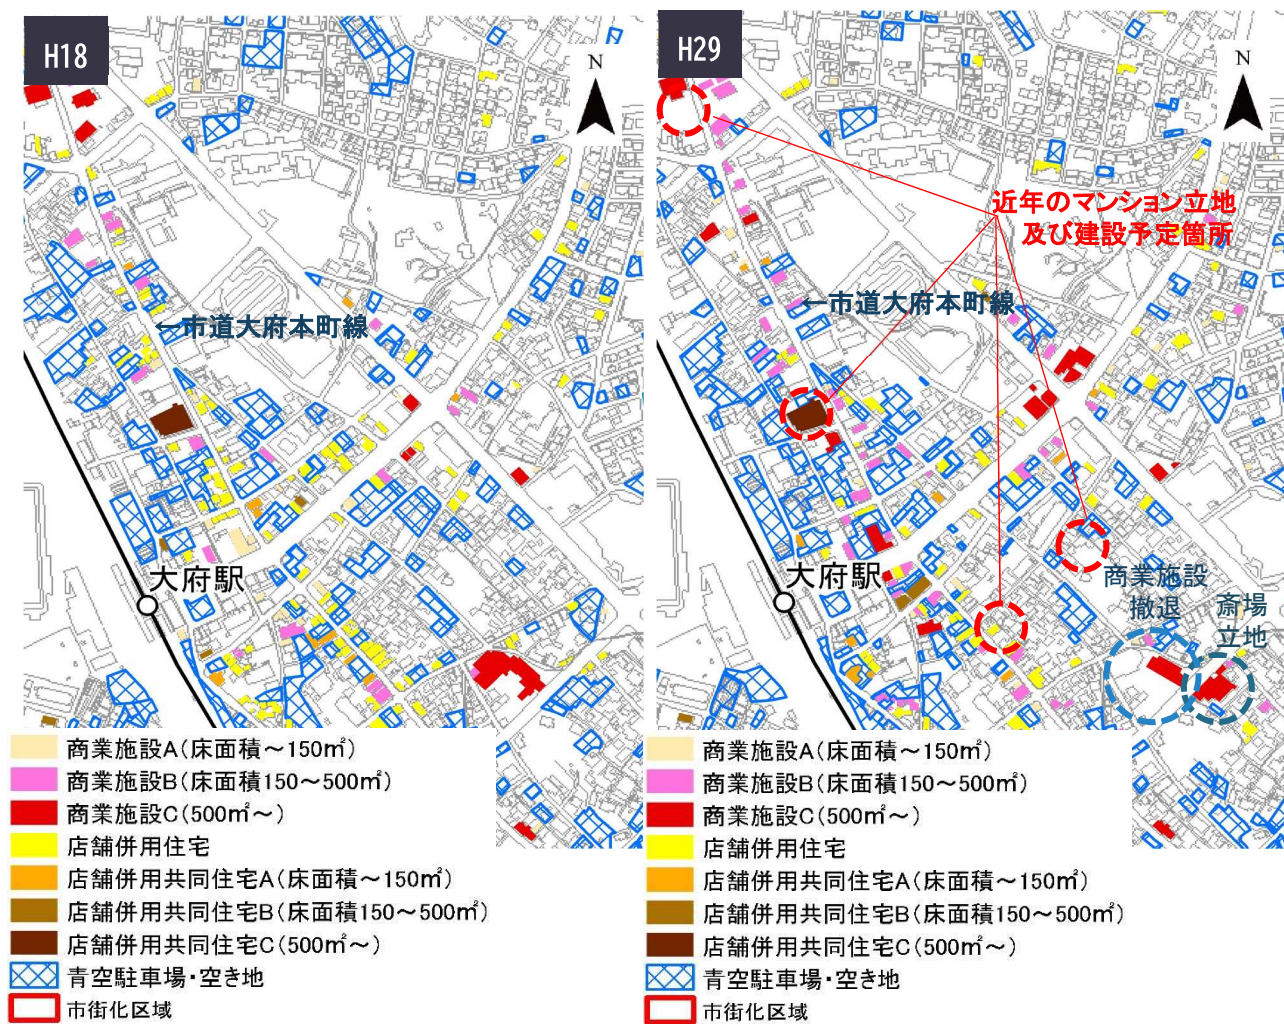 H18
N
←市道大府本町線
大府駅
商業施設A(床面積～150㎡)
商業施設B(床面積150～500㎡)
商業施設C(500㎡～)
店舗併用住宅
店舗併用共同住宅A(床面積～150㎡)
店舗併用共同住宅B(床面積150～500㎡)
店舗併用共同住宅C(500㎡～)
青空駐車場・空き地
市街化区域
H29
N
近年のマンション立地
及び建設予定箇所
←市道大府本町線
大府駅
商業施設
撤退
斎場
立地
商業施設A(床面積～150㎡)
商業施設B(床面積150～500㎡)
商業施設C(500㎡～)
店舗併用住宅
店舗併用共同住宅A(床面積～150㎡)
店舗併用共同住宅B(床面積150～500㎡)
店舗併用共同住宅C(500㎡～)
青空駐車場・空き地
市街化区域